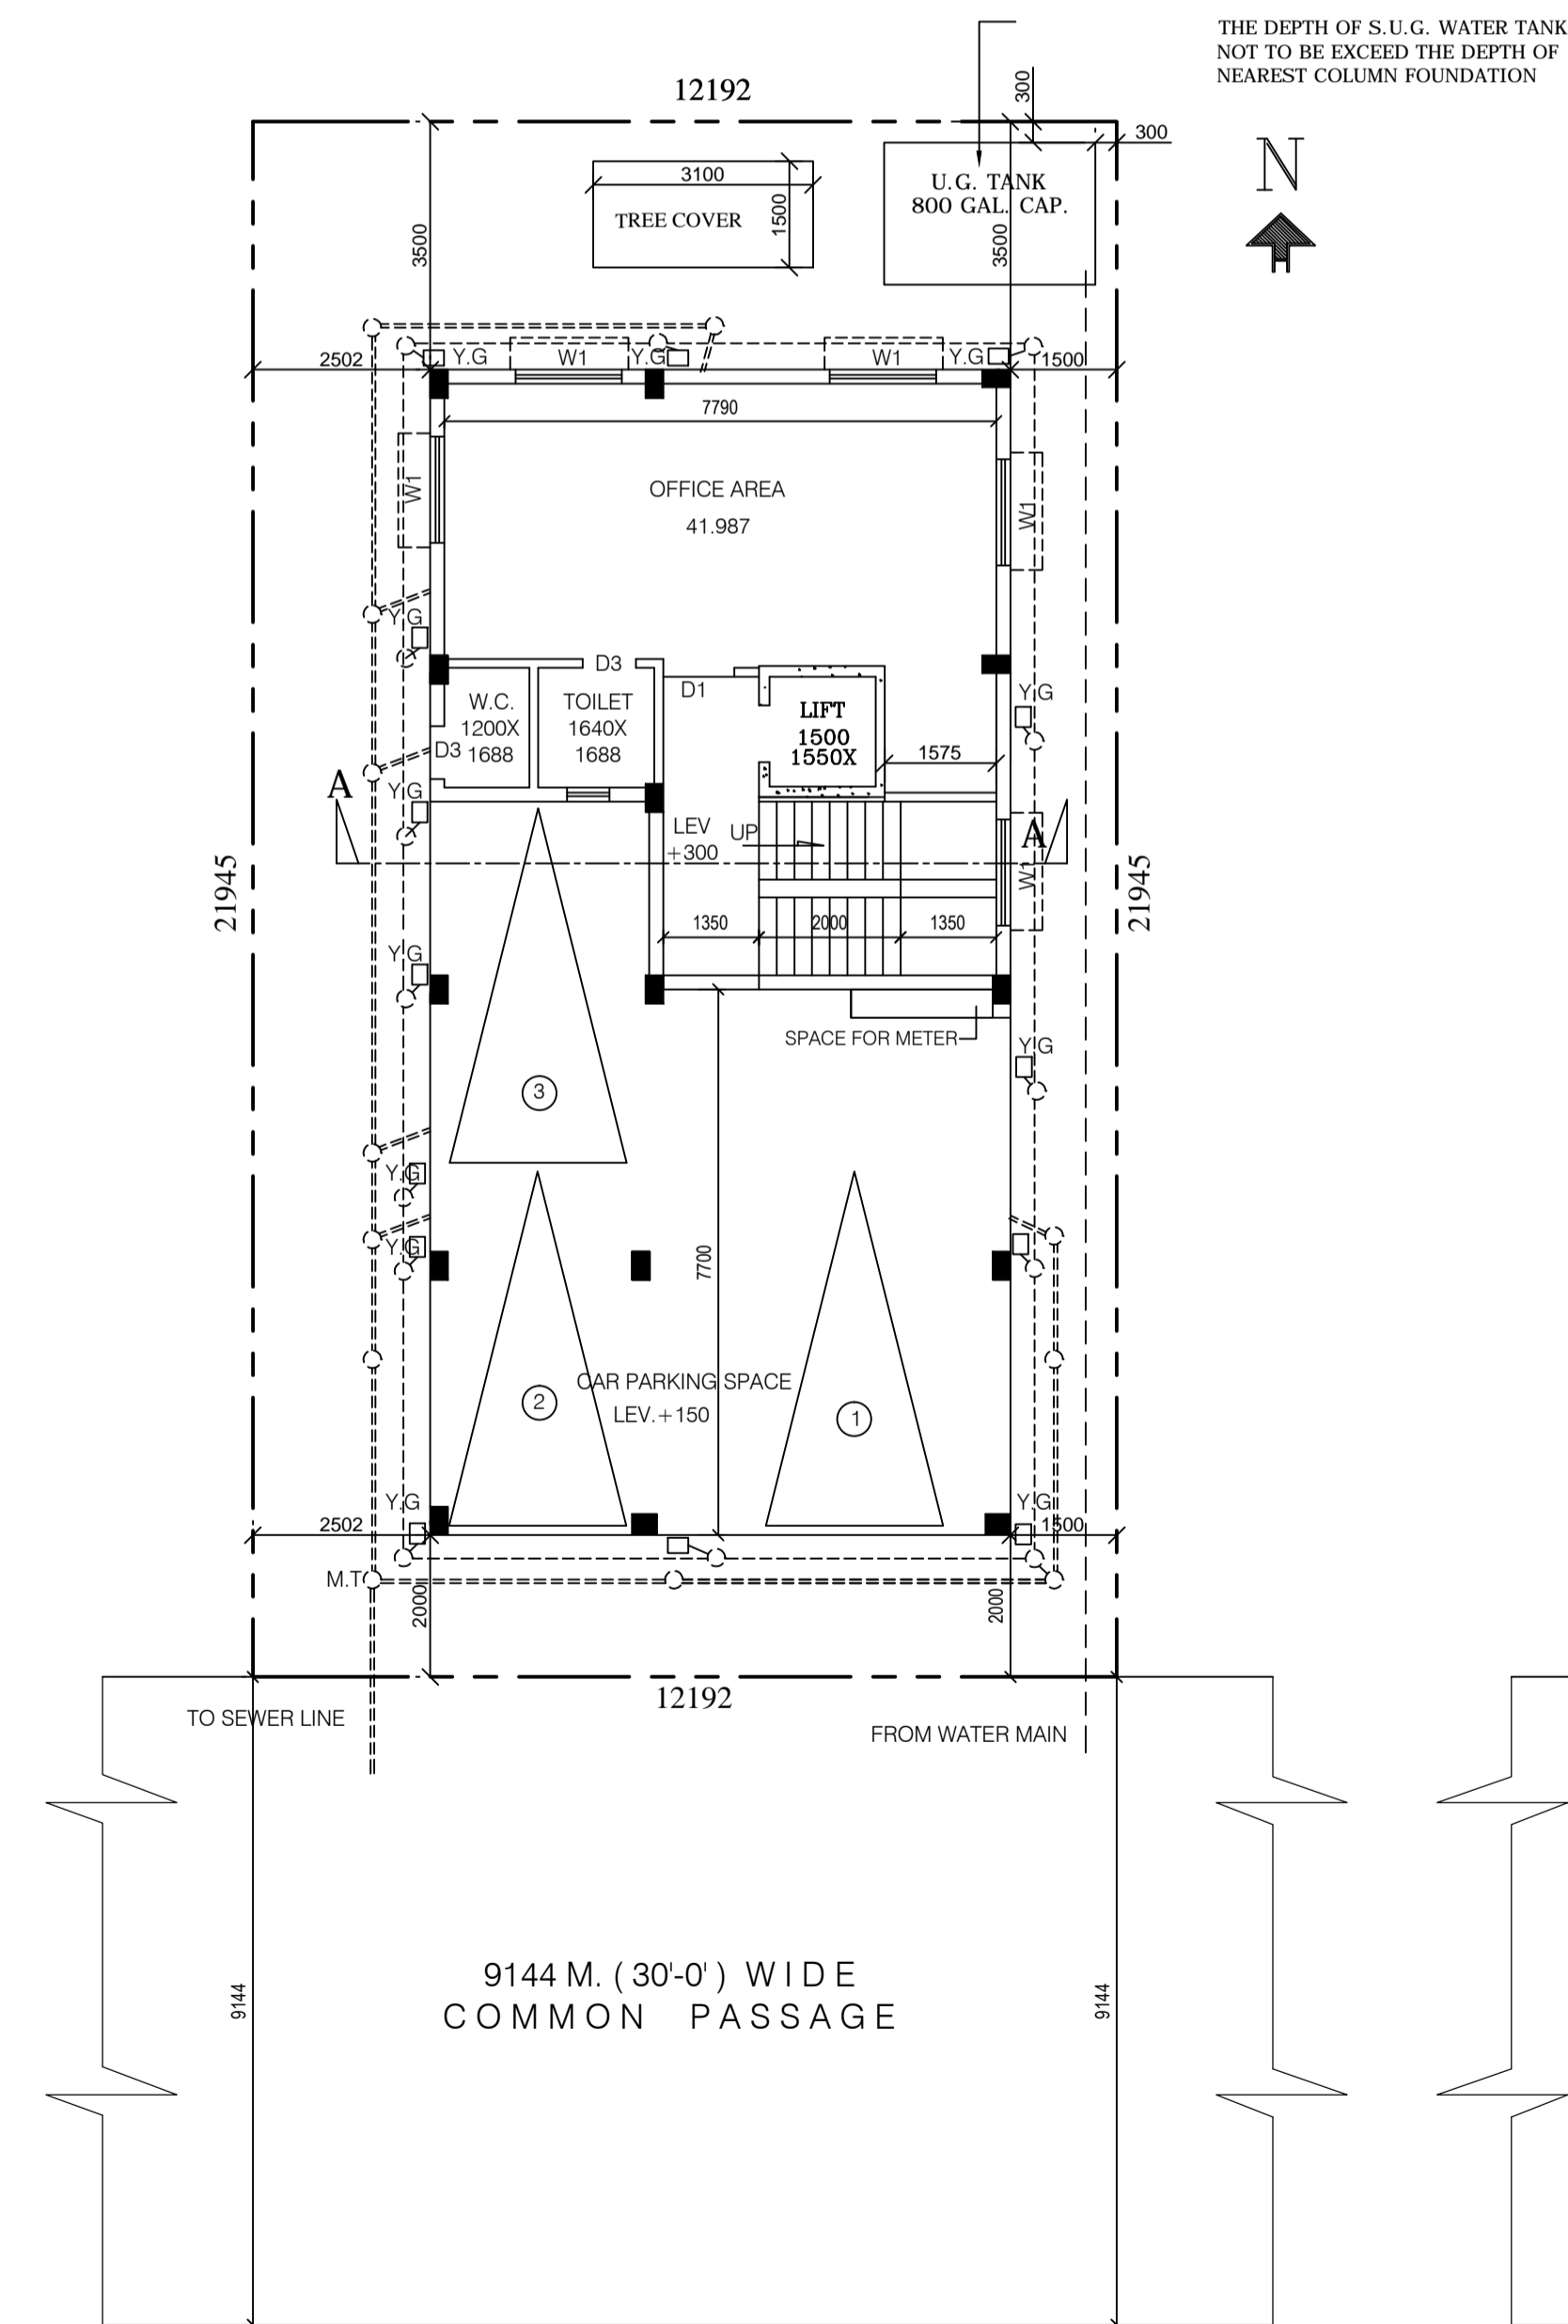 THE DEPTH OF S.U.G. WATER TANK
NOT TO BE EXCEED THE DEPTH OF
NEAREST COLUMN FOUNDATION
12192
300
300
N
3100
TREE COVER
1500
U.G. TANK
800 GAL. CAP.
3500
3500
2502
Y.G
W1
Y.G
W1
Y.G
1500
7790
W1
OFFICE AREA
41.987
W1
Y.G
D3
D1
W.C.
1200X
1688
TOILET
1640X
1688
D3
LIFT
1500
1550X
1575
Y.G
A
Y.G
LEV
+300
UP
A
W1
21945
21945
1350
2000
1350
Y.G
SPACE FOR METER
Y.G
3
Y.G
Y.G
7700
CAR PARKING SPACE
LEV.+150
2
1
Y.G
Y.G
2502
1500
M.T
2000
2000
12192
TO SEWER LINE
FROM WATER MAIN
9144 M. ( 30'-0' ) WIDE
COMMON PASSAGE
9144
9144